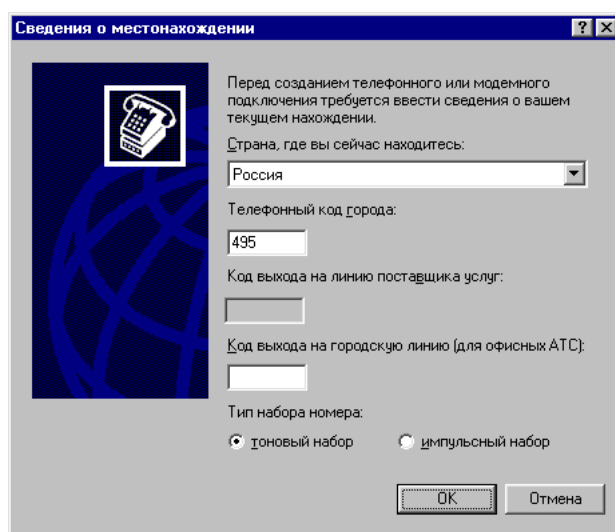 Сведения о местонахождении
Перед созданием телефонного или модемного
подключения требуется ввести сведения о вашем
текущем нахождении.
Страна, где вы сейчас находитесь:
Россия
Телефонный код города:
495
Код выхода на линию поставщика услуг:
Код выхода на городскую линию (для офисных АТС):
Тип набора номера:
тоновый набор импульсный набор
ОК Отмена